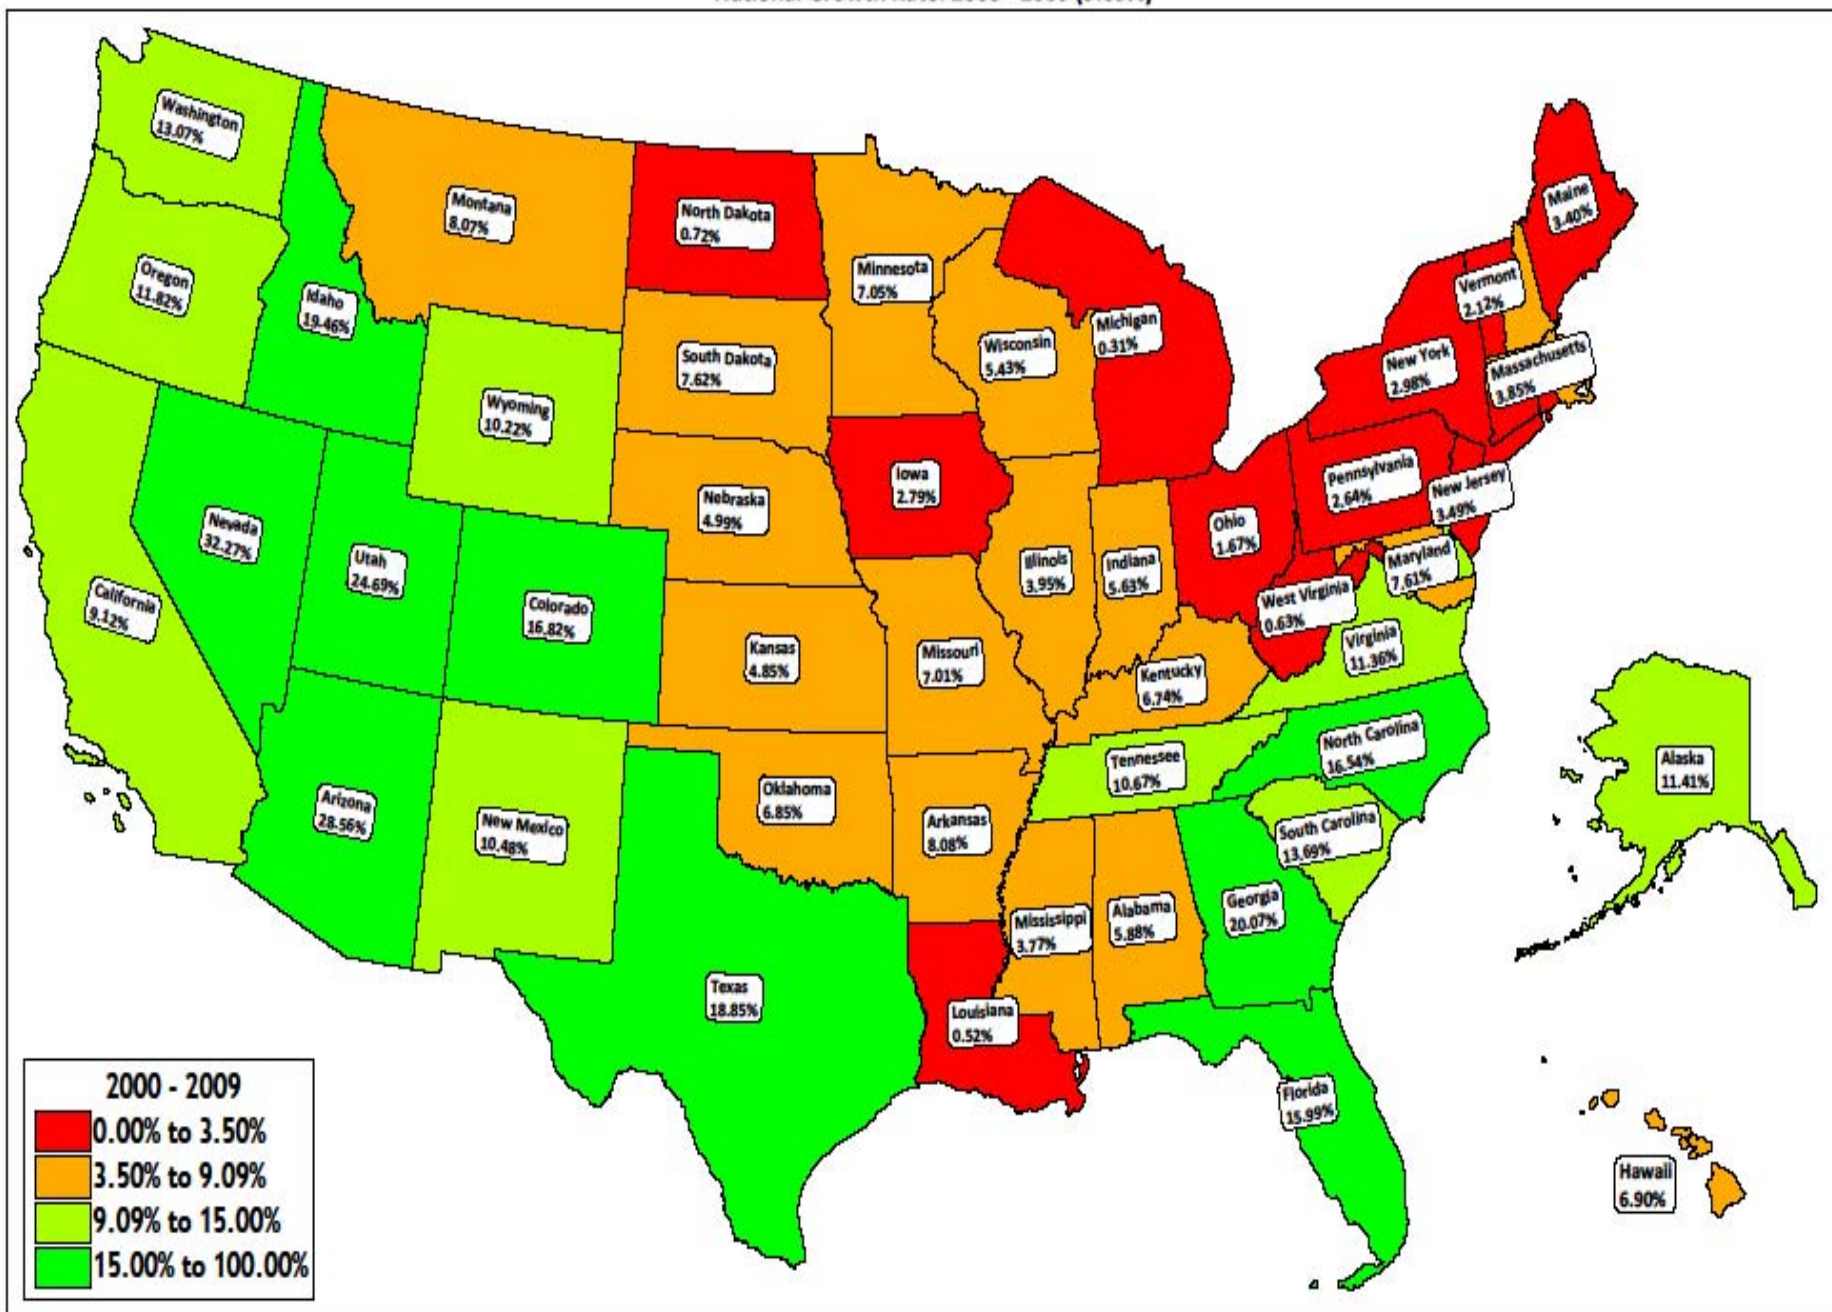 Washington
13.07%
Montana
8.07%
North Dakota
0.72%
Minnesota
7.05%
Maine
3.40%
Oregon
11.82%
Idaho
19.46%
Vermont
2.12%
Michigan
0.31%
Wisconsin
5.43%
South Dakota
7.62%
New York
2.98%
Massachusetts
3.85%
Wyoming
10.22%
Iowa
2.79%
Pennsylvania
2.64%
New Jersey
3.49%
Nebraska
4.99%
Nevada
32.27%
Utah
24.69%
Ohio
1.67%
Illinois
3.95%
Indiana
5.63%
Maryland
7.61%
California
9.12%
Colorado
16.82%
West Virginia
0.63%
Virginia
11.36%
Kansas
4.85%
Missouri
7.01%
Kentucky
6.74%
North Carolina
16.54%
Tennessee
10.67%
Alaska
11.41%
Arizona
28.56%
New Mexico
10.48%
Oklahoma
6.85%
Arkansas
8.08%
South Carolina
13.69%
Georgia
20.07%
Mississippi
3.77%
Alabama
5.88%
Texas
18.85%
Louisiana
0.52%
Florida
15.99%
Hawaii
6.90%
2000 - 2009
0.00% to 3.50%
3.50% to 9.09%
9.09% to 15.00%
15.00% to 100.00%